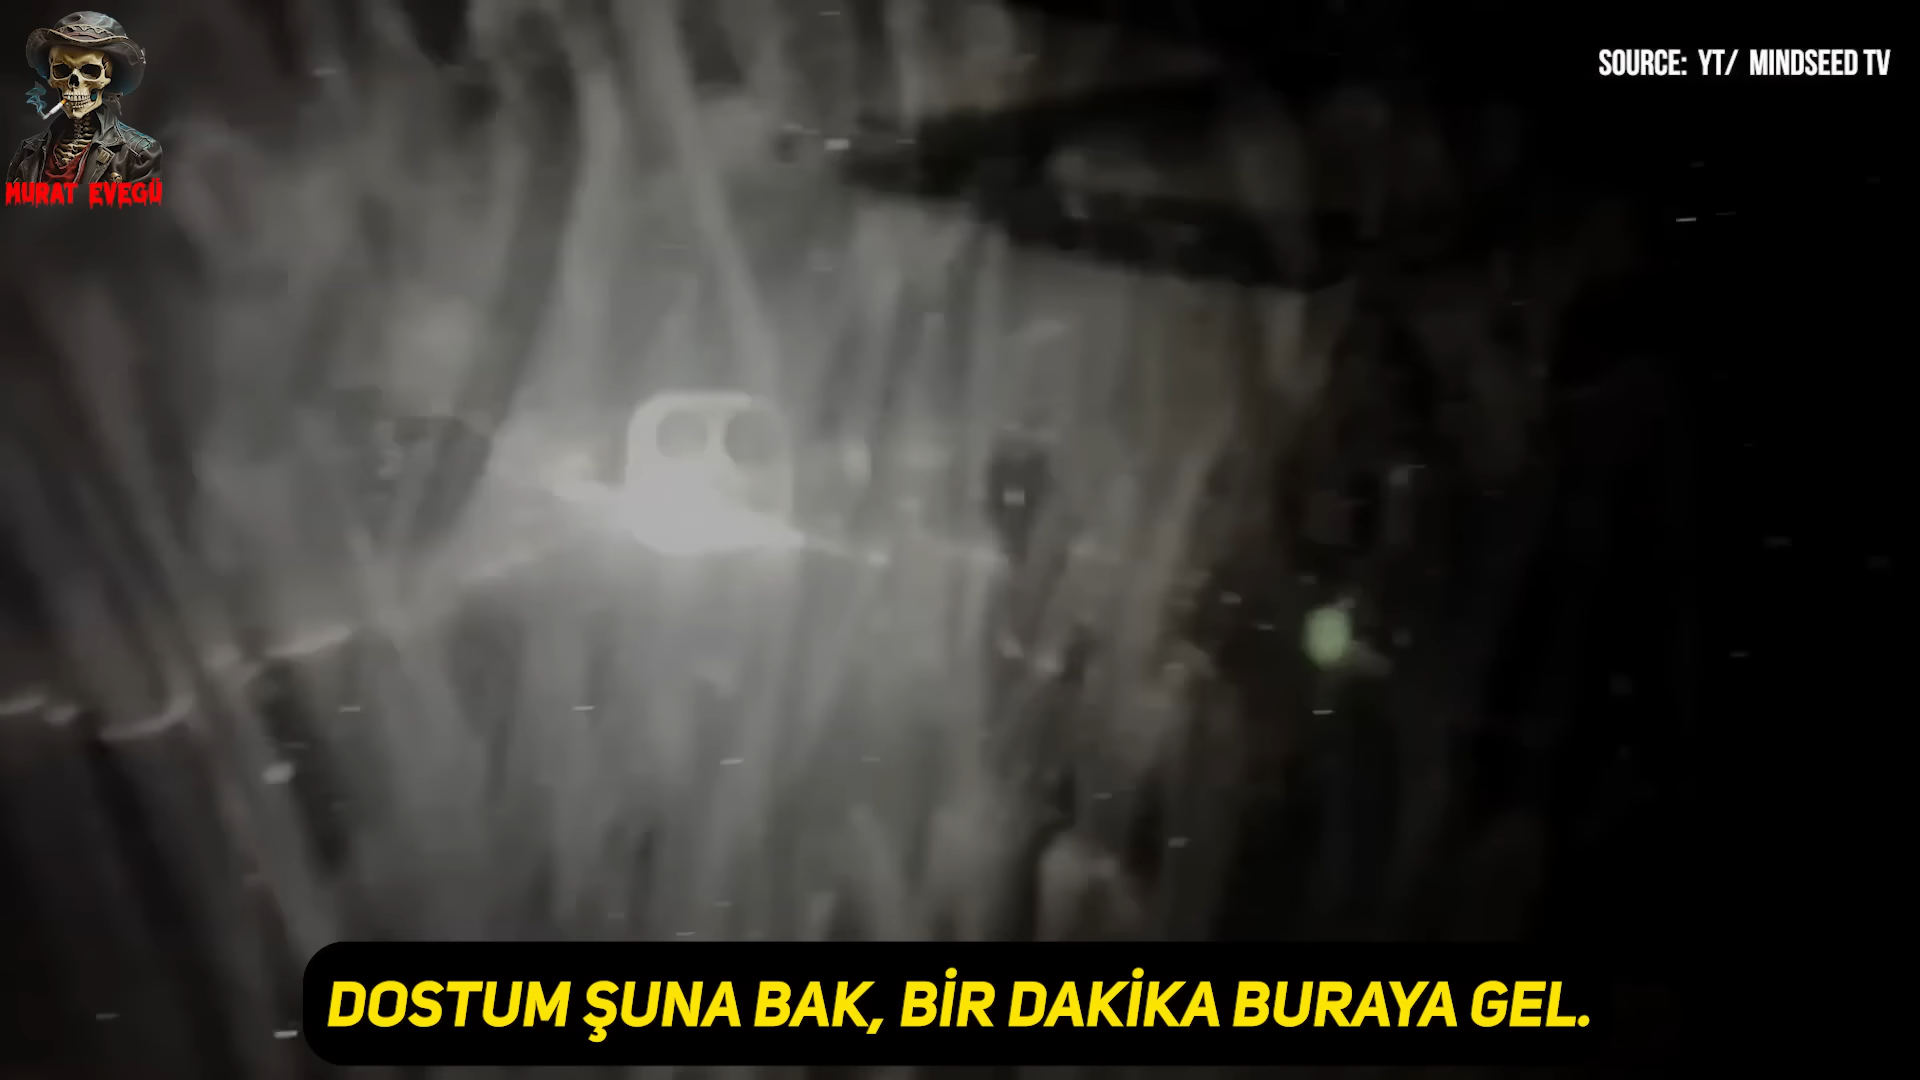 SOURCE: YT/ MINDSEED TV
MURAT EVEGÜ
DOSTUM ŞUNA BAK, BİR DAKİKA BURAYA GEL.